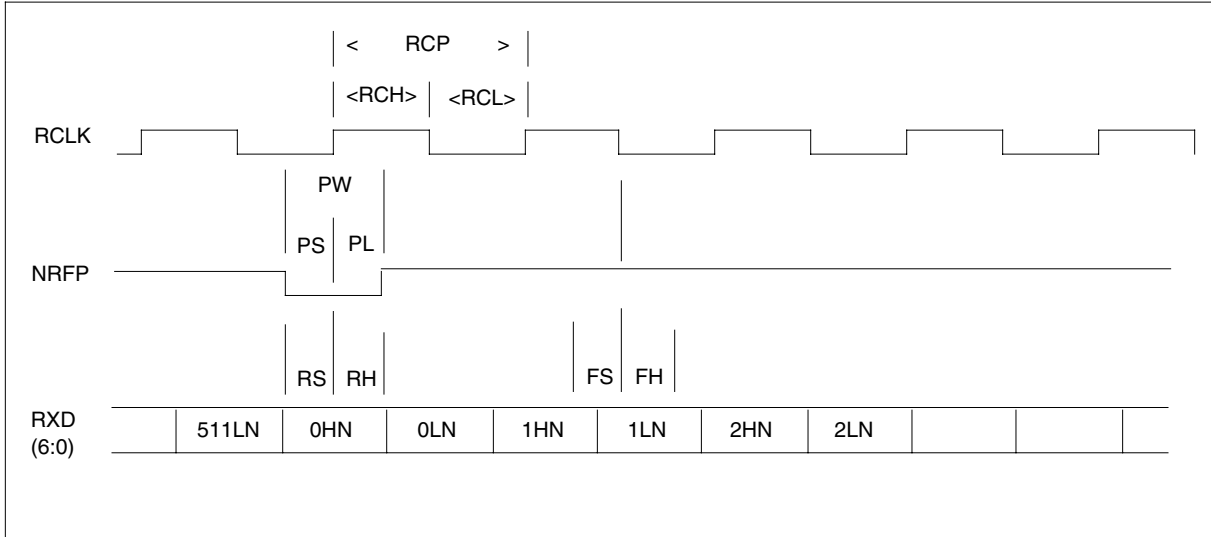 < RCP >
<RCH> <RCL>
RCLK
PW
PS PL
NRFP
RS RH FS FH
RXD
(6:0)
511LN 0HN 0LN 1HN 1LN 2HN 2LN